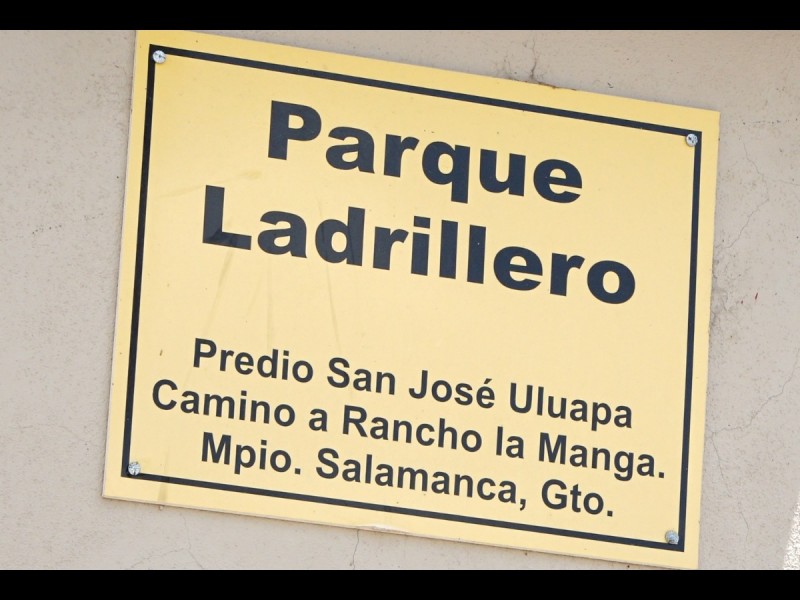 Parque
Ladrillero
Predio San José Uluapa
Camino a Rancho la Manga.
Mpio. Salamanca, Gto.